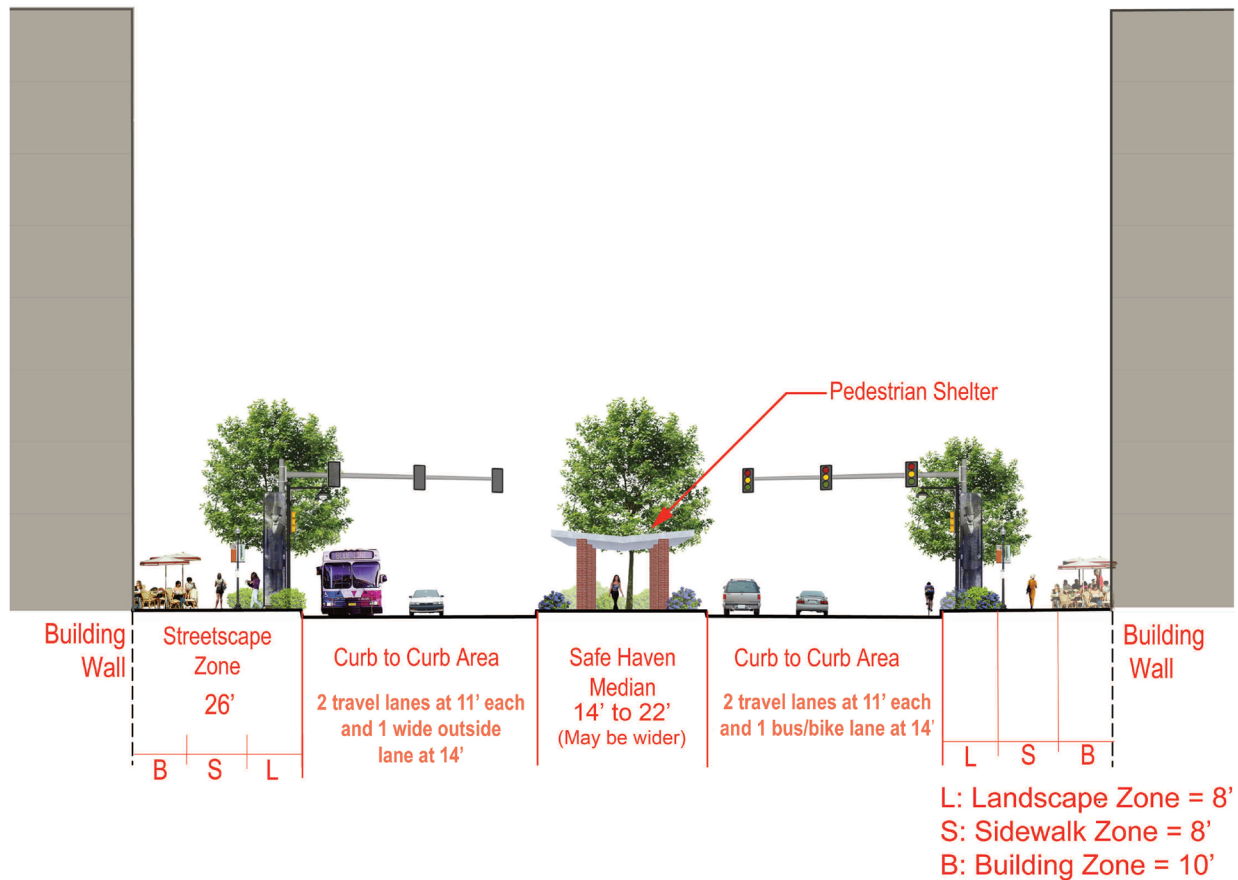 Pedestrian Shelter
Building
Wall
Streetscape
Zone
26’
B S L
Curb to Curb Area
2 travel lanes at 11’ each
and 1 wide outside
lane at 14’
Safe Haven
Median
14’ to 22’
(May be wider)
Curb to Curb Area
2 travel lanes at 11’ each
and 1 bus/bike lane at 14’
L S B
Building
Wall
L: Landscape Zone = 8’
S: Sidewalk Zone = 8’
B: Building Zone = 10’